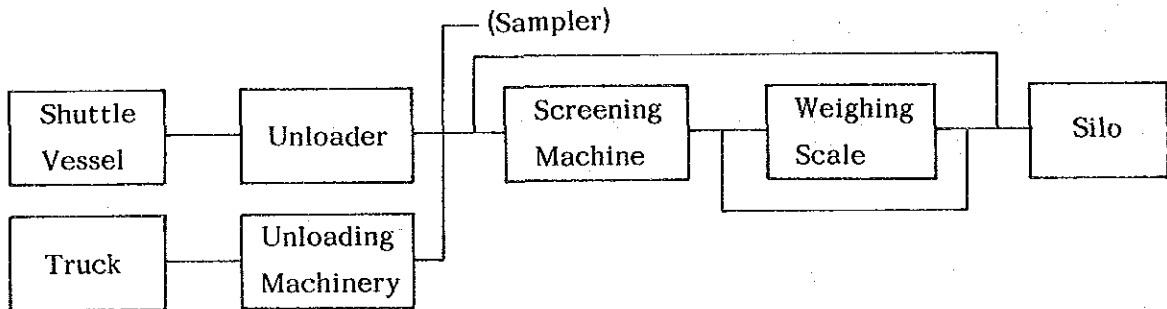 (Sampler)
Shuttle
Vessel
Unloader
Screening
Machine
Weighing
Scale
Silo
Truck
Unloading
Machinery